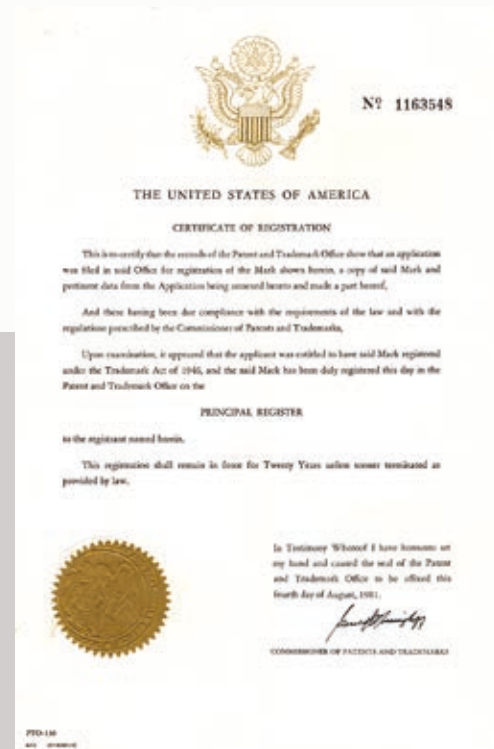 Nº 1163548
THE UNITED STATES OF AMERICA
CERTIFICATE OF REGISTRATION
This is to certify that the records of the Patent and Trademark Office show that an application
was filed in said Office for registration of the Mark shown herein, a copy of said Mark and
pertinent data from the Application being annexed hereto and made a part hereof,
And there having been due compliance with the requirements of the law and with the
regulations prescribed by the Commissioner of Patents and Trademarks,
Upon examination, it appeared that the applicant was entitled to have said Mark registered
under the Trademark Act of 1946, and the said Mark has been duly registered this day in the
Patent and Trademark Office on the
PRINCIPAL REGISTER
to the registrant named herein.
This registration shall remain in force for Twenty Years unless sooner terminated as
provided by law.
In Testimony Whereof I have hereunto set
my hand and caused the seal of the Patent
and Trademark Office to be affixed this
fourth day of August, 1981.
COMMISSIONER OF PATENTS AND TRADEMARKS